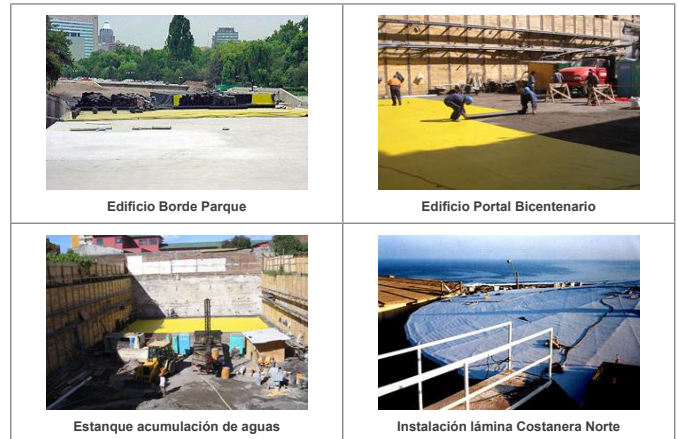 Edificio Borde Parque
Edificio Portal Bicentenario
Estanque acumulación de aguas
Instalación lámina Costanera Norte